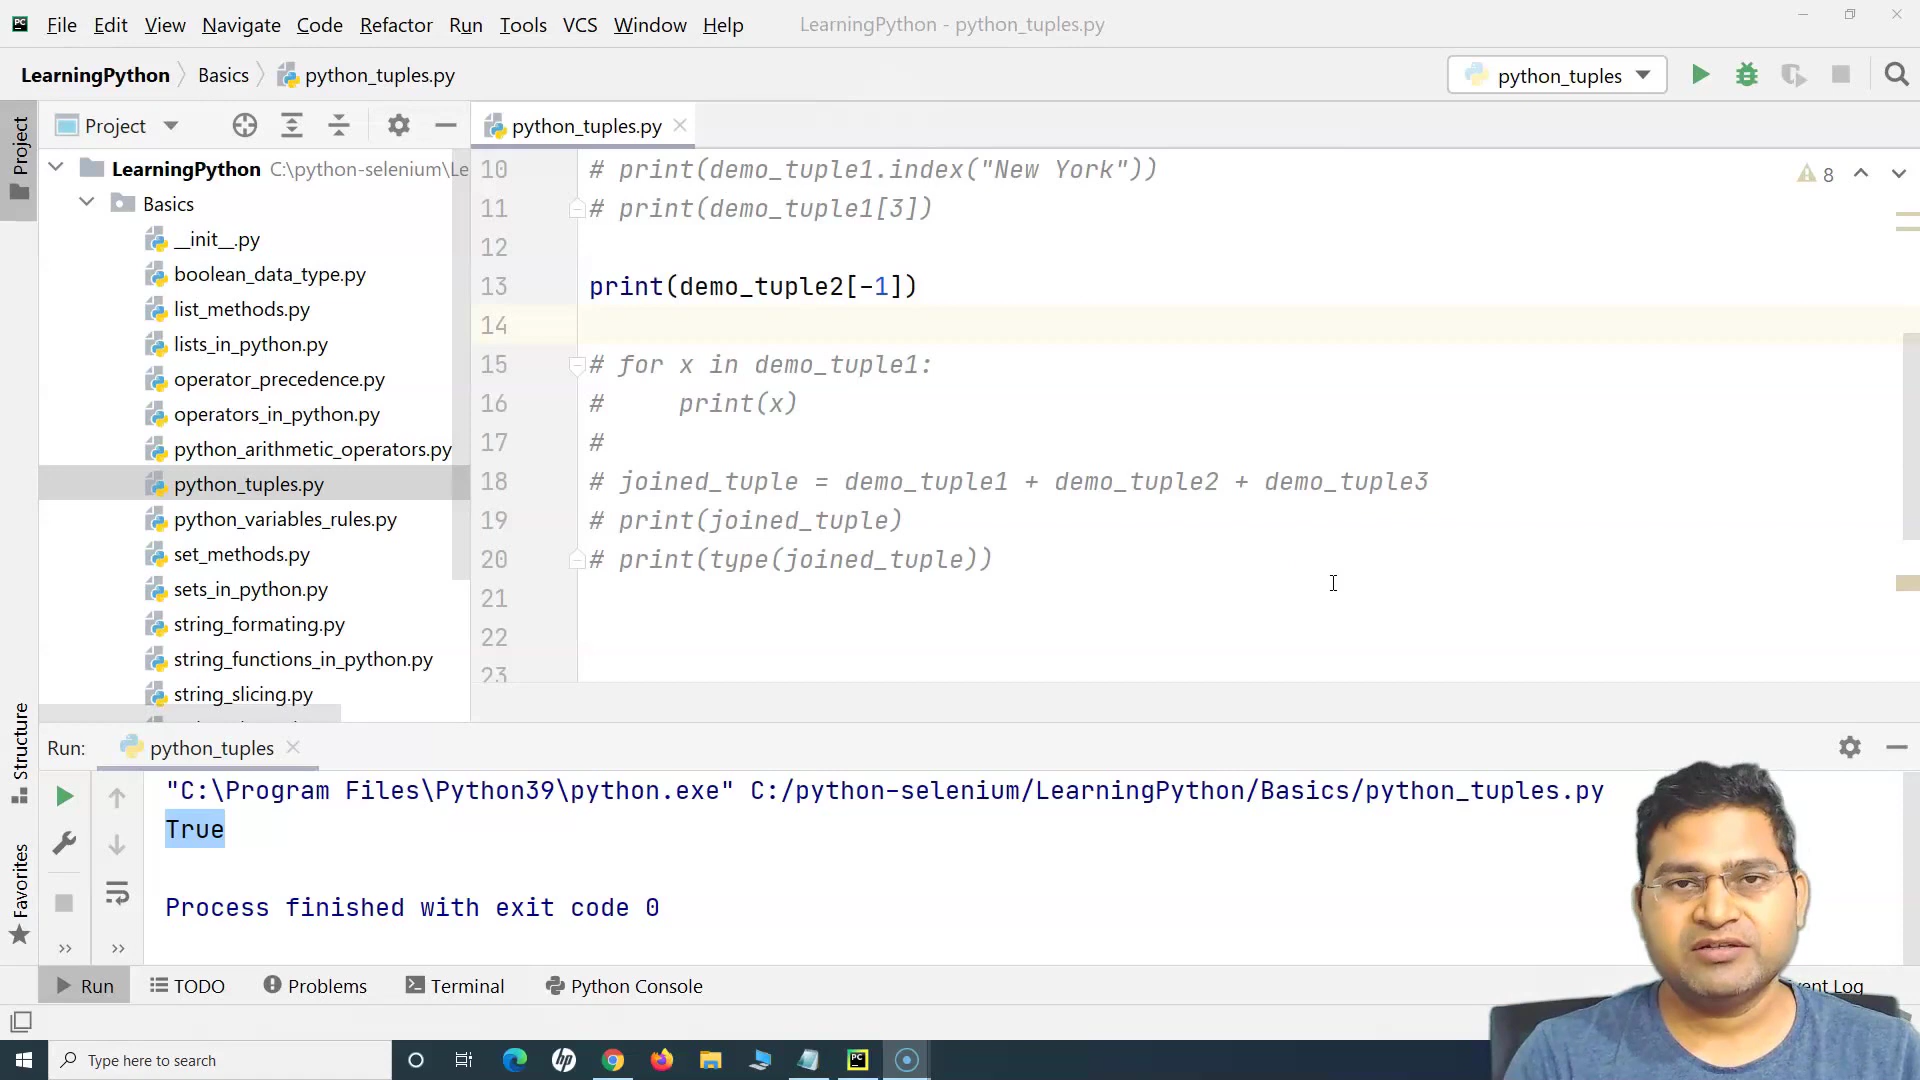 PC File Edit View Navigate Code Refactor Run Tools VCS Window Help LearningPython - python_tuples.py
LearningPython Basics python_tuples.py python_tuples
Project
Project
python_tuples.py
LearningPython C:\python-selenium\Le
Basics
__init__.py
boolean_data_type.py
list_methods.py
lists_in_python.py
operator_precedence.py
operators_in_python.py
python_arithmetic_operators.py
python_tuples.py
python_variables_rules.py
set_methods.py
sets_in_python.py
string_formating.py
string_functions_in_python.py
string_slicing.py
10 # print(demo_tuple1.index("New York"))
8
11 # print(demo_tuple1[3])
12
13 print(demo_tuple2[-1])
14
15 # for x in demo_tuple1:
16 #     print(x)
17 #
18 # joined_tuple = demo_tuple1 + demo_tuple2 + demo_tuple3
19 # print(joined_tuple)
20 # print(type(joined_tuple))
21
22
23
Structure
Favorites
Run: python_tuples
"C:\Program Files\Python39\python.exe" C:/python-selenium/LearningPython/Basics/python_tuples.py
True
Process finished with exit code 0
Run TODO Problems Terminal Python Console Log
Type here to search hp PC